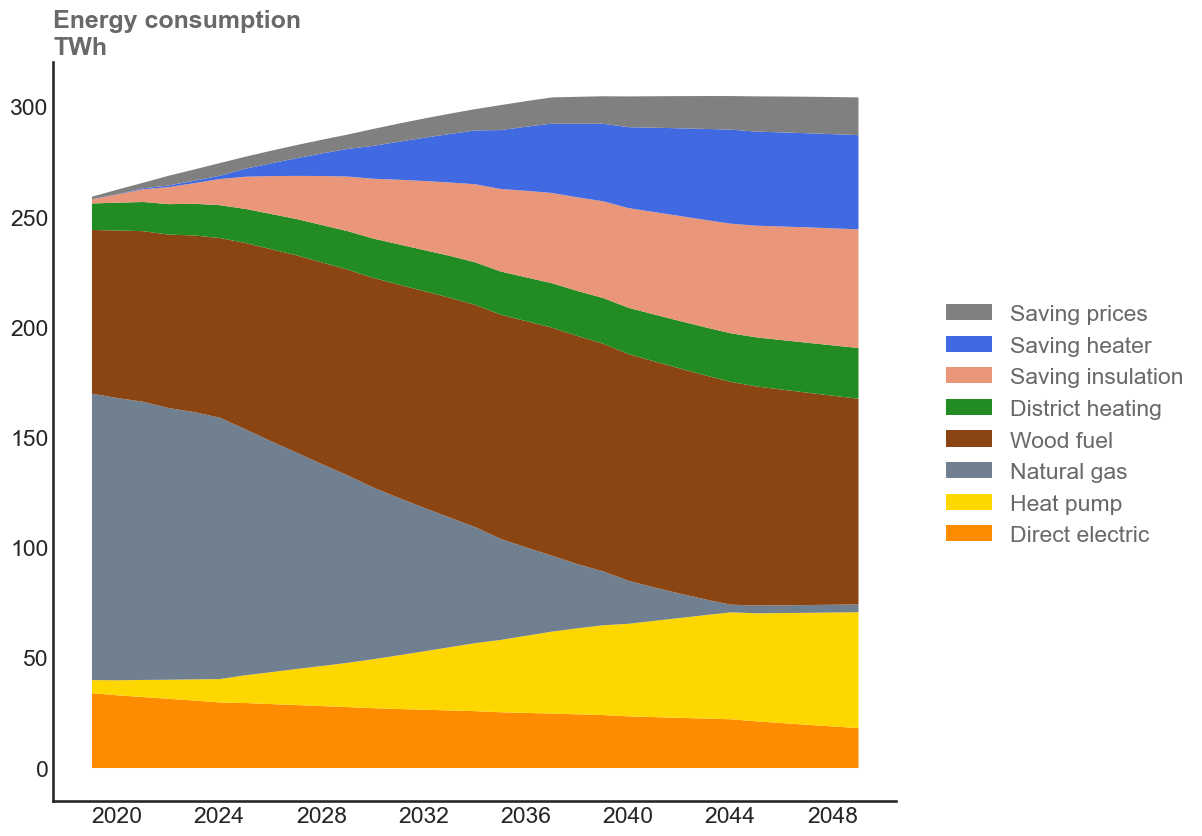 Energy consumption
TWh
300
250
200
150
100
50
0
2020 2024 2028 2032 2036 2040 2044 2048
Saving prices
Saving heater
Saving insulation
District heating
Wood fuel
Natural gas
Heat pump
Direct electric